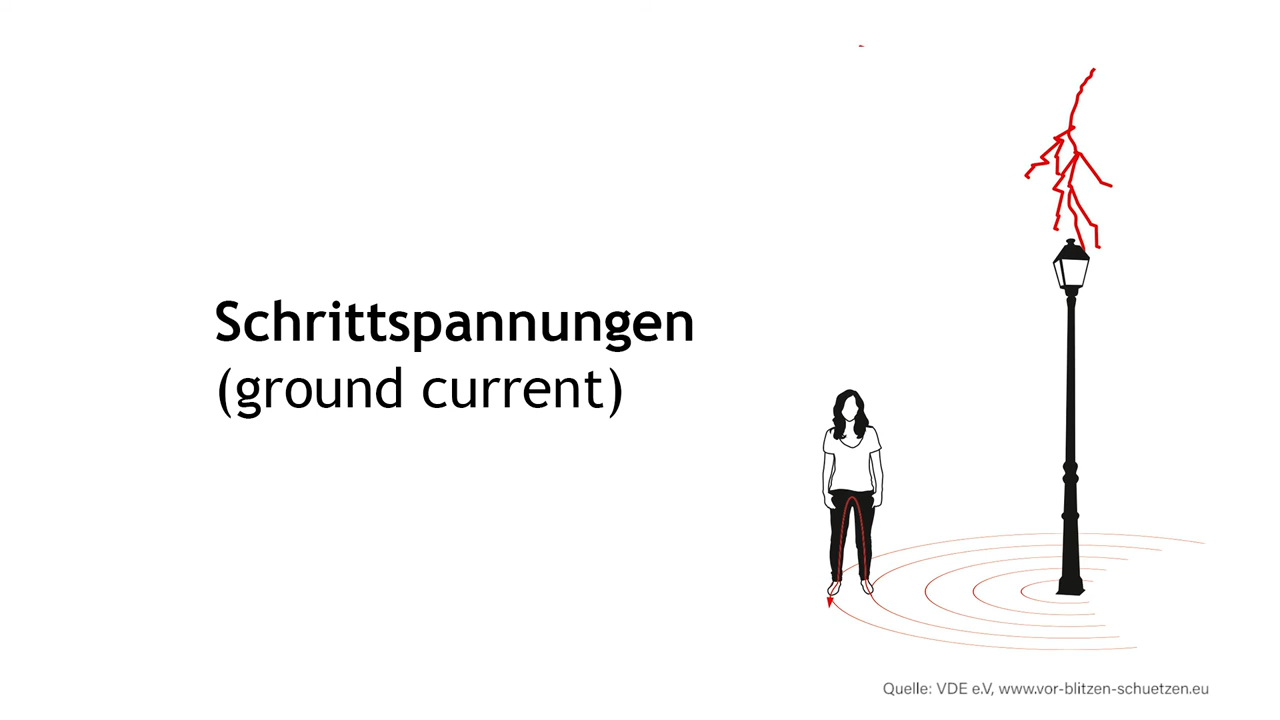 Schrittspannungen
(ground current)
Quelle: VDE e.V, www.vor-blitzen-schuetzen.eu